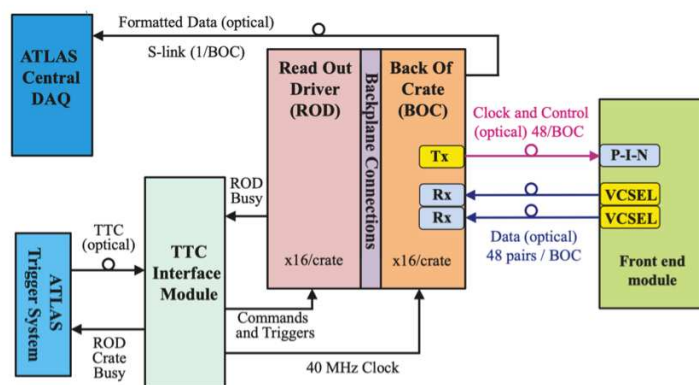 Formatted Data (optical)
S-link (1/BOC)
ATLAS
Central
DAQ
Read Out
Driver
(ROD)
x16/crate
Backplane Connections
Back Of
Crate
(BOC)
Tx
Rx
Rx
x16/crate
Clock and Control
(optical) 48/BOC
P-I-N
VCSEL
VCSEL
Data (optical)
48 pairs / BOC
Front end
module
ROD
Busy
TTC
(optical)
TTC
Interface
Module
ATLAS
Trigger System
ROD
Crate
Busy
Commands
and Triggers
40 MHz Clock